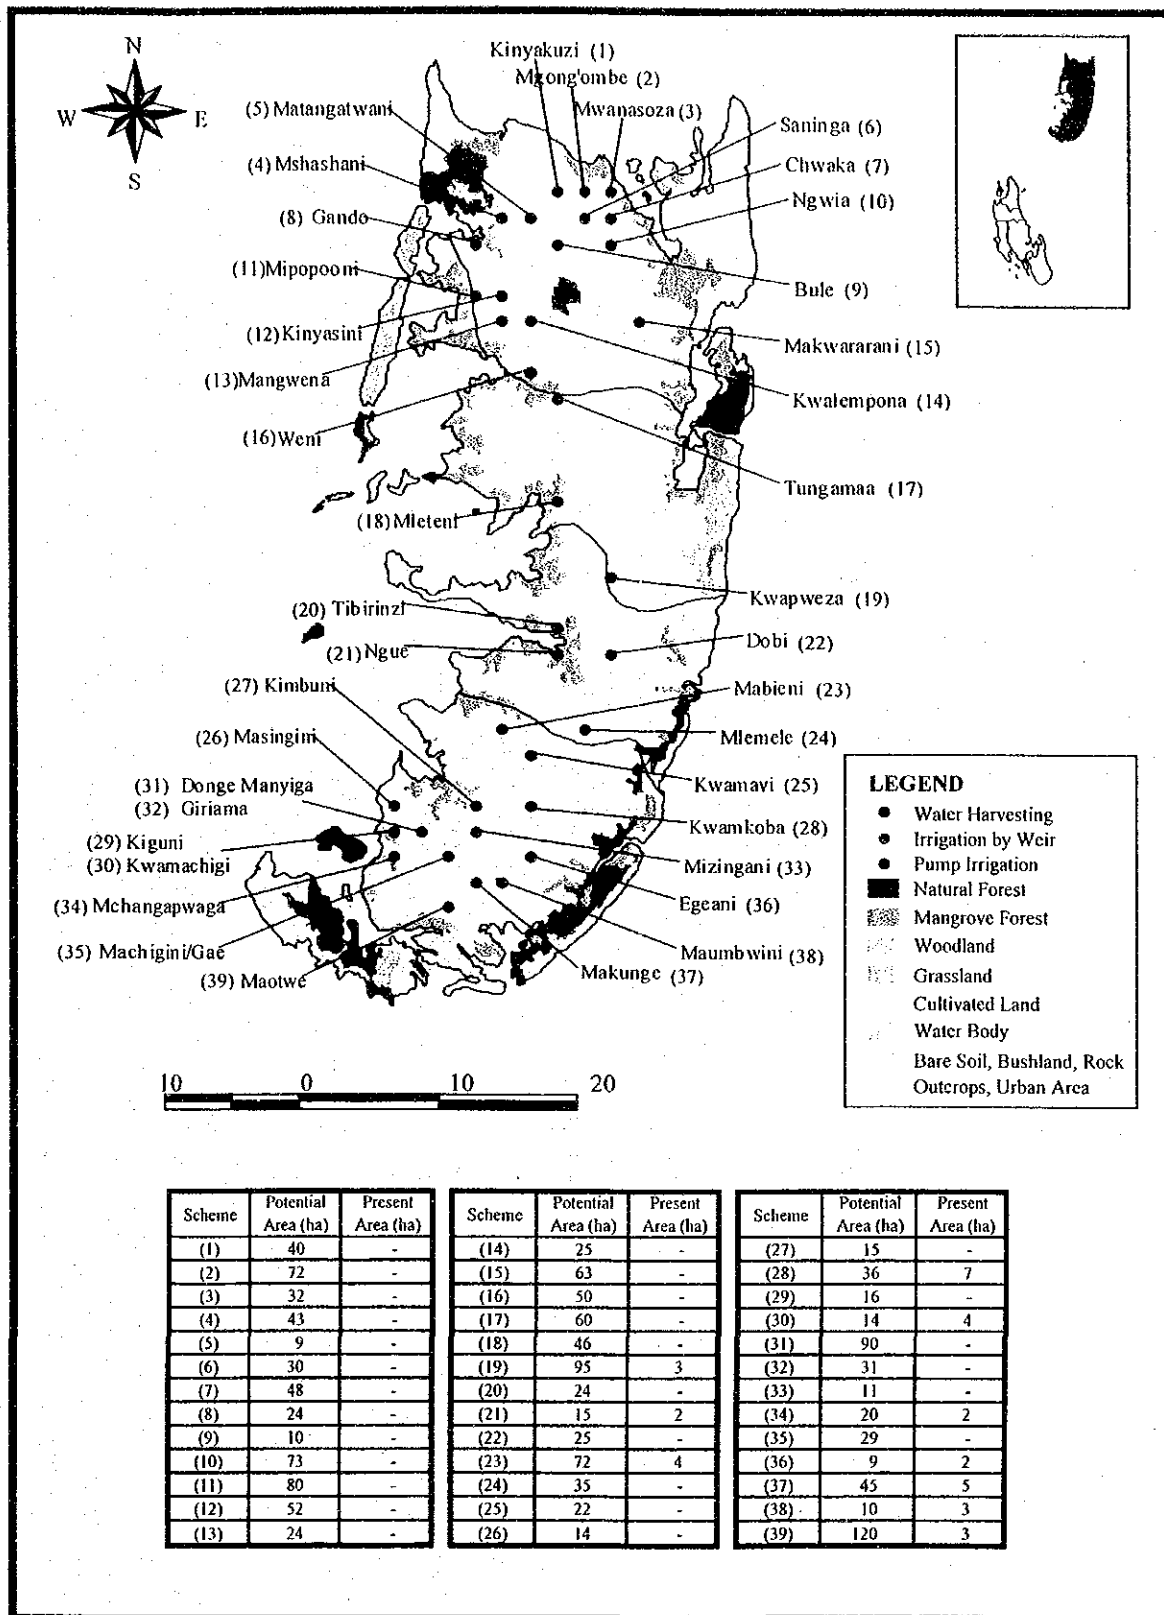 N
W E
S
Kinyakuzi (1)
Mgong'ombe (2)
Mwanasoza (3)
(5) Matangatwani
Saninga (6)
(4) Mshashani
Chwaka (7)
Ngwia (10)
(8) Gando
(11)Mipopooni
Bule (9)
(12) Kinyasini
Makwararani (15)
(13)Mangwena
Kwalempona (14)
(16)Weni
Tungamaa (17)
(18)Mleteni
Kwapweza (19)
(20) Tibirinzi
Dobi (22)
(21) Ngue
(27) Kimbuni
Mabieni (23)
(26) Masingini
Mlemele (24)
(31) Donge Manyiga
(32) Giriama
Kwamavi (25)
Kwamkoba (28)
(29) Kiguni
(30) Kwamachigi
Mizingani (33)
(34) Mchangapwaga
Egeani (36)
(35) Machigini/Gae
Maumbwini (38)
(39) Maotwe
Makunge (37)
LEGEND
Water Harvesting
Irrigation by Weir
Pump Irrigation
Natural Forest
Mangrove Forest
Woodland
Grassland
Cultivated Land
Water Body
Bare Soil, Bushland, Rock
Outcrops, Urban Area
10 0 10 20
Scheme Potential Area (ha) Present Area (ha)
(1) 40 -
(2) 72 -
(3) 32 -
(4) 43 -
(5) 9 -
(6) 30 -
(7) 48 -
(8) 24 -
(9) 10 -
(10) 73 -
(11) 80 -
(12) 52 -
(13) 24 -
Scheme Potential Area (ha) Present Area (ha)
(14) 25 -
(15) 63 -
(16) 50 -
(17) 60 -
(18) 46 -
(19) 95 3
(20) 24 -
(21) 15 2
(22) 25 -
(23) 72 4
(24) 35 -
(25) 22 -
(26) 14 -
Scheme Potential Area (ha) Present Area (ha)
(27) 15 -
(28) 36 7
(29) 16 -
(30) 14 4
(31) 90 -
(32) 31 -
(33) 11 -
(34) 20 2
(35) 29 -
(36) 9 2
(37) 45 5
(38) 10 3
(39) 120 3